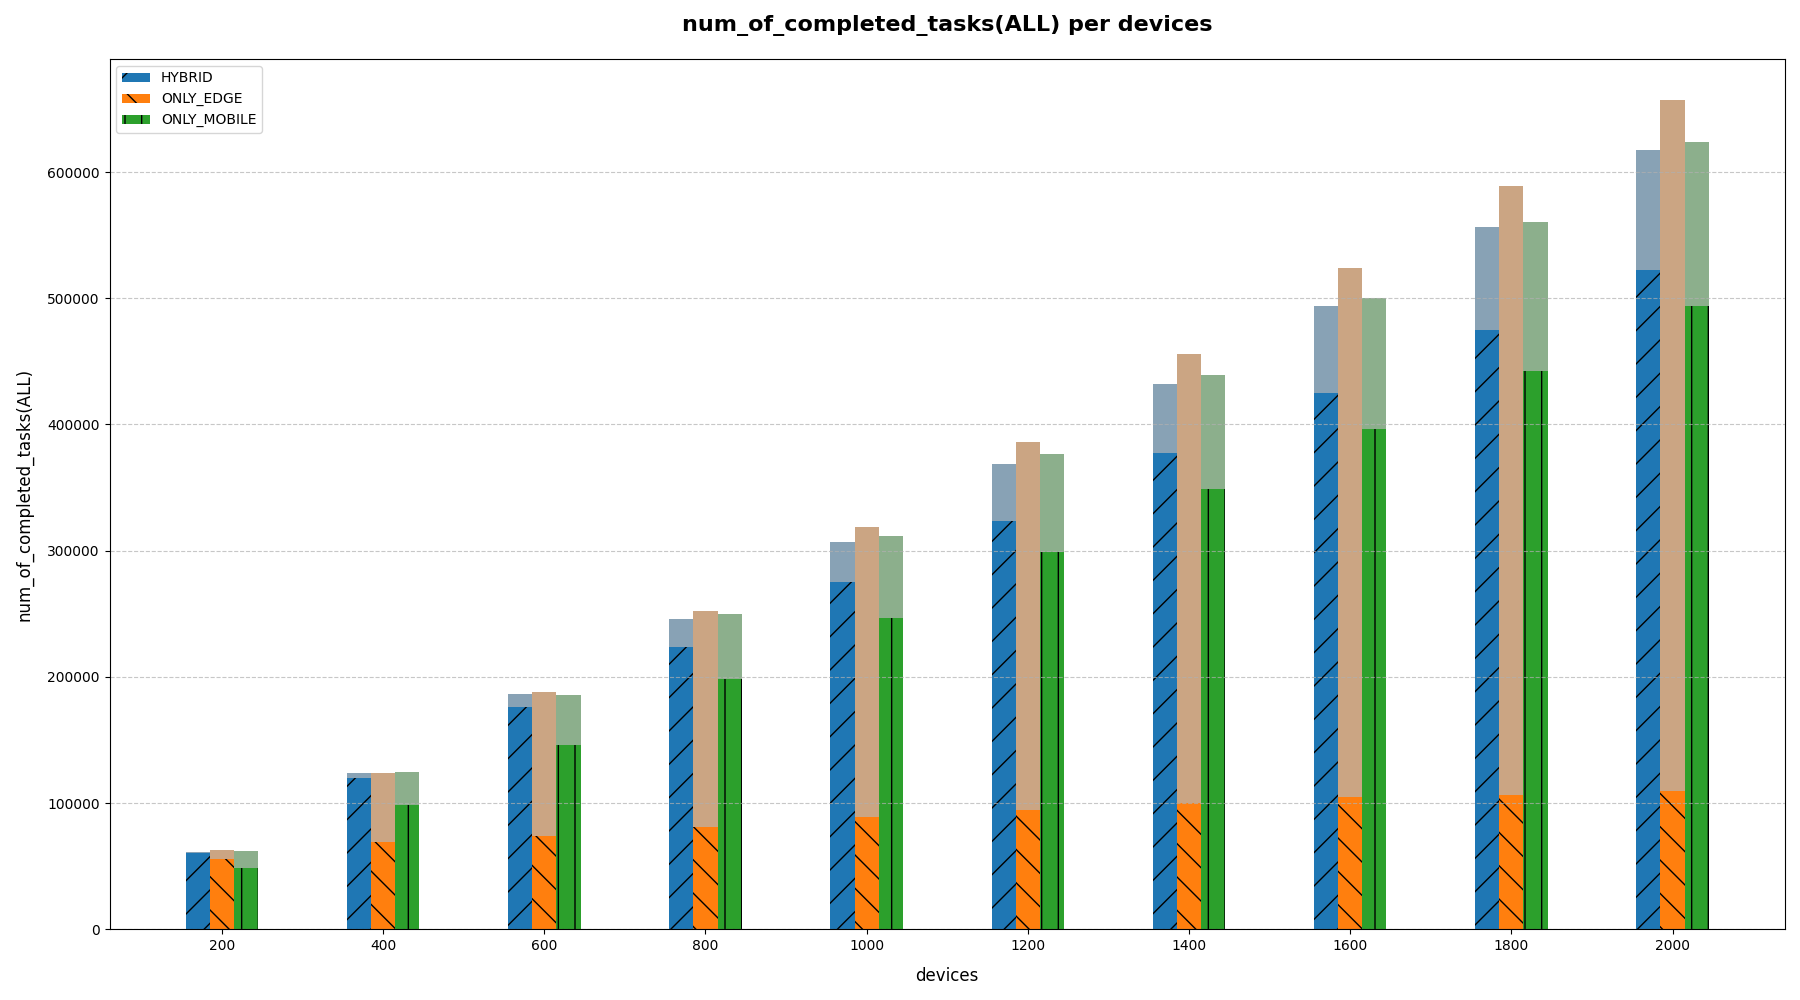 num_of_completed_tasks(ALL) per devices
HYBRID
ONLY_EDGE
ONLY_MOBILE
num_of_completed_tasks(ALL)
600000
500000
400000
300000
200000
100000
0
200 400 600 800 1000 1200 1400 1600 1800 2000
devices